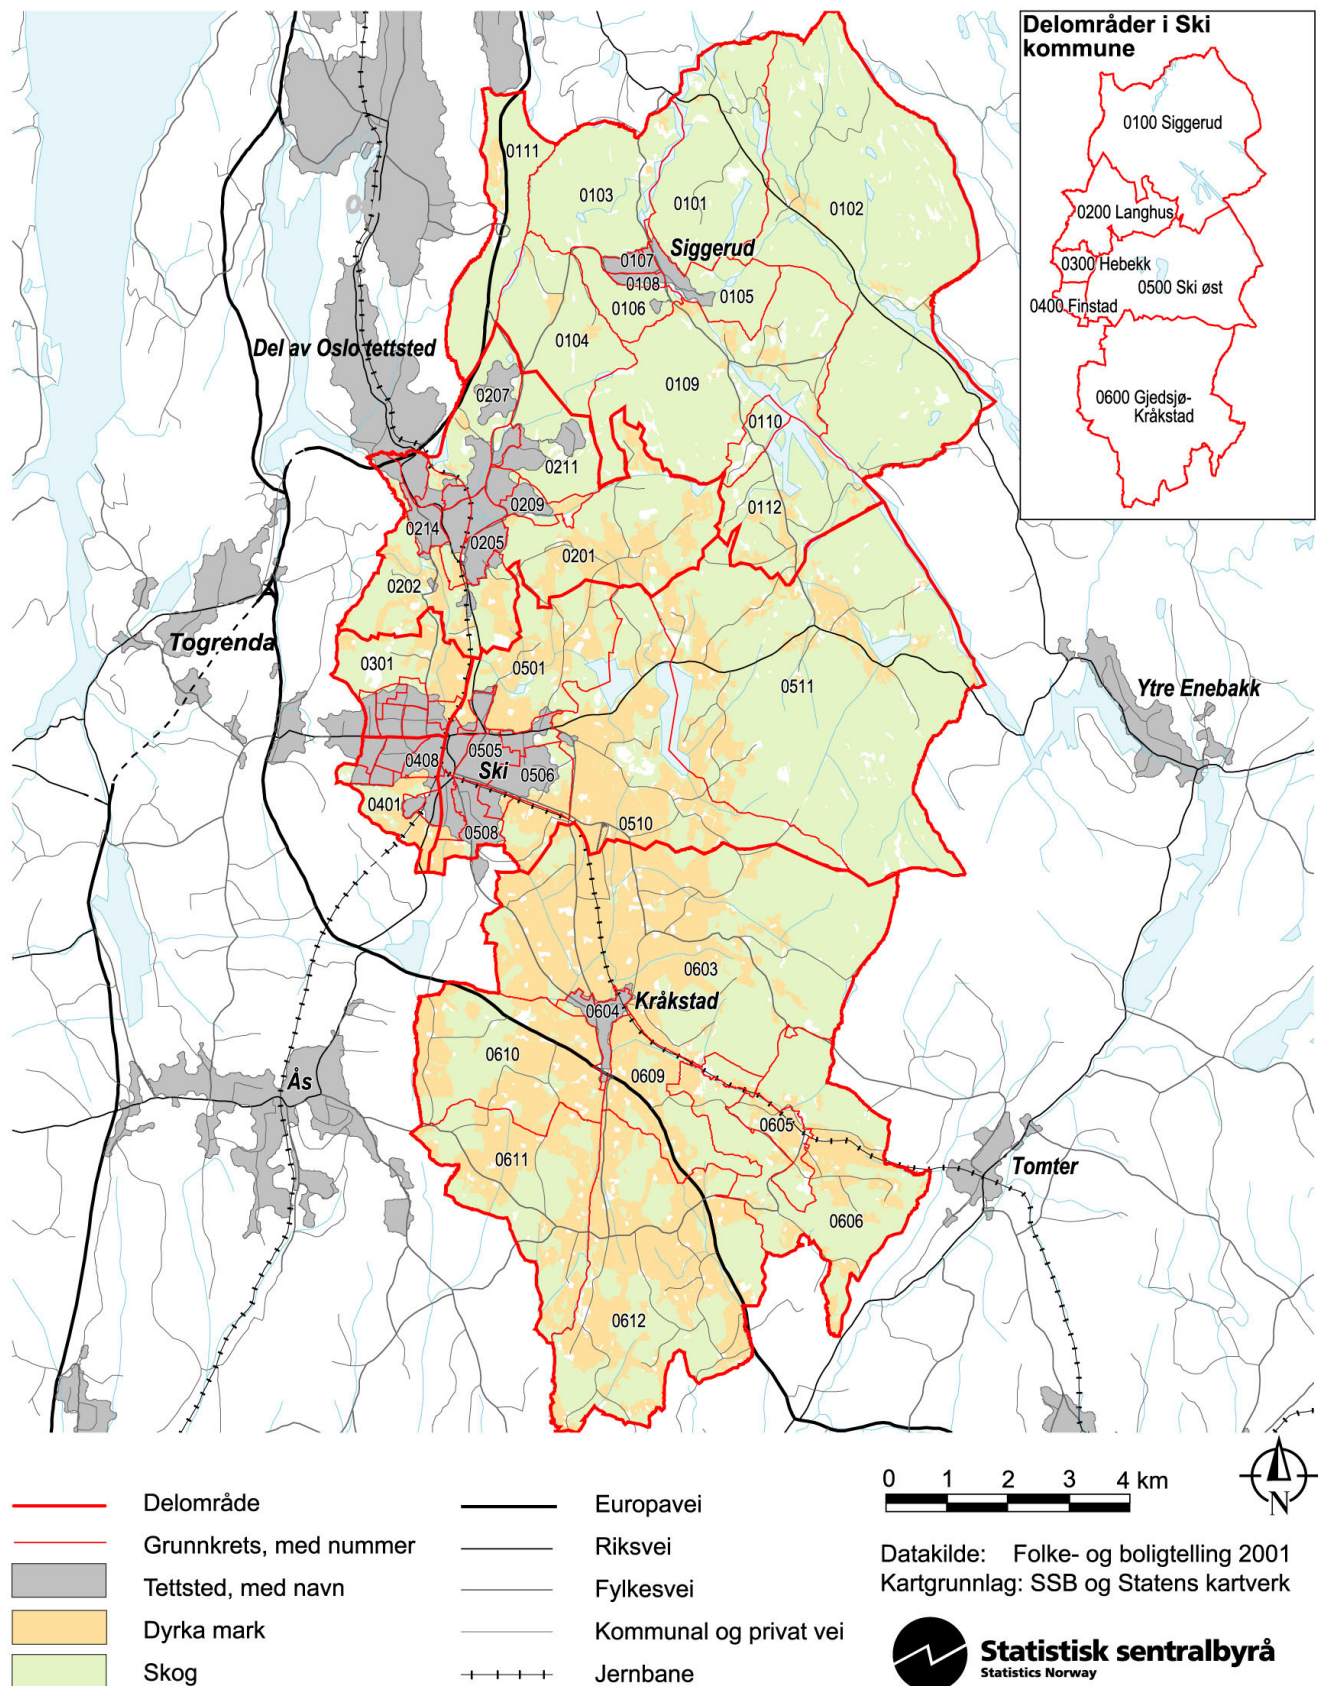 Delområder i Ski
kommune
0100 Siggerud
0200 Langhus
0300 Hebekk
0500 Ski øst
0400 Finstad
0600 Gjedsjø-
Kråkstad
0111
0103
0101
0102
Siggerud
0107
0108
0105
0106
0104
Del av Oslo tettsted
0109
0207
0110
0211
0209
0112
0214
0205
0201
0202
Togrenda
0301
0501
0511
Ytre Enebakk
0505
0408
Ski
0506
0401
0510
0508
0603
Kråkstad
0604
0610
0609
Ås
0605
0611
Tomter
0606
0612
Delområde
Grunnkrets, med nummer
Tettsted, med navn
Dyrka mark
Skog
Europavei
Riksvei
Fylkesvei
Kommunal og privat vei
Jernbane
0 1 2 3 4 km
N
Datakilde: Folke- og boligtelling 2001
Kartgrunnlag: SSB og Statens kartverk
Statistisk sentralbyrå
Statistics Norway